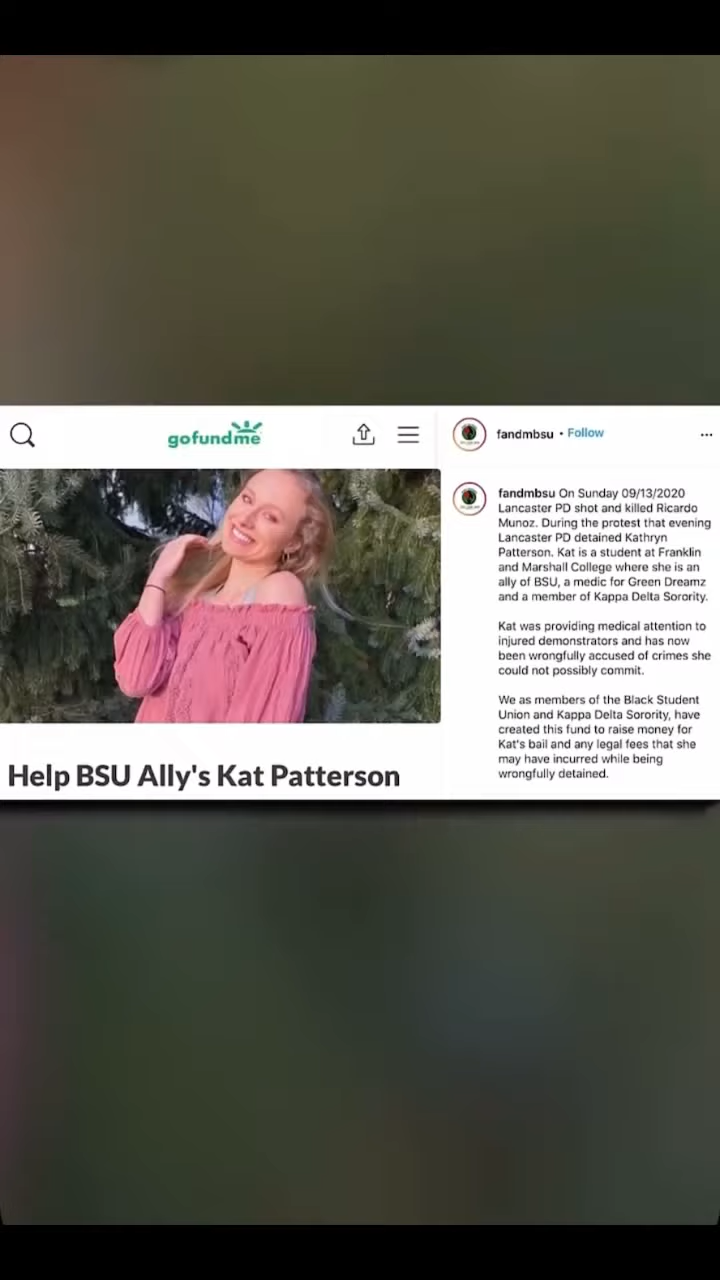 gofundme
Help BSU Ally's Kat Patterson
fandmbsu • Follow
fandmbsu On Sunday 09/13/2020
Lancaster PD shot and killed Ricardo
Munoz. During the protest that evening
Lancaster PD detained Kathryn
Patterson. Kat is a student at Franklin
and Marshall College where she is an
ally of BSU, a medic for Green Dreamz
and a member of Kappa Delta Sorority.
Kat was providing medical attention to
injured demonstrators and has now
been wrongfully accused of crimes she
could not possibly commit.
We as members of the Black Student
Union and Kappa Delta Sorority, have
created this fund to raise money for
Kat's bail and any legal fees that she
may have incurred while being
wrongfully detained.